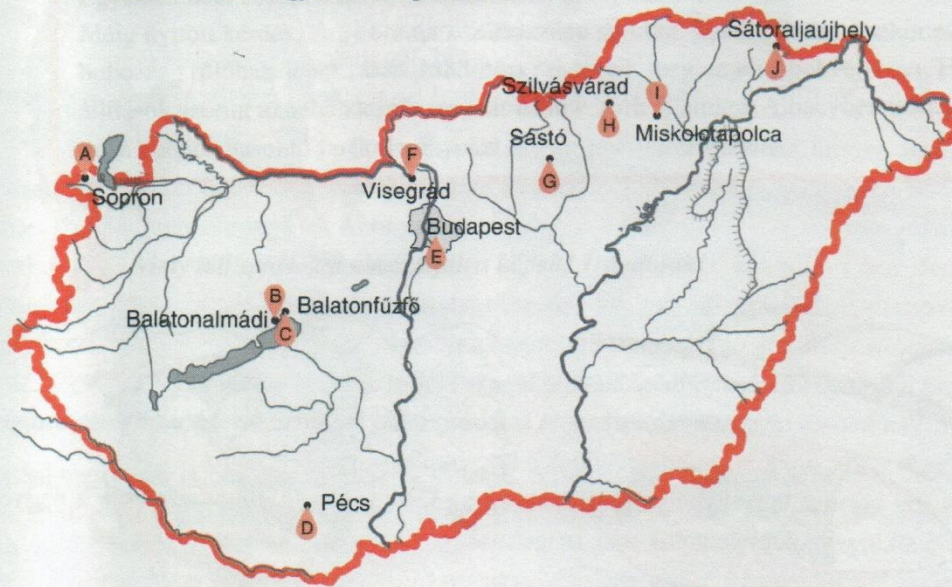 Sátoraljaújhely
J
Szilvásvárad
I
H
Miskolctapolca
Sástó
G
A
Sopron
F
Visegrád
Budapest
E
B
Balatonfűzfő
Balatonalmádi
C
Pécs
D